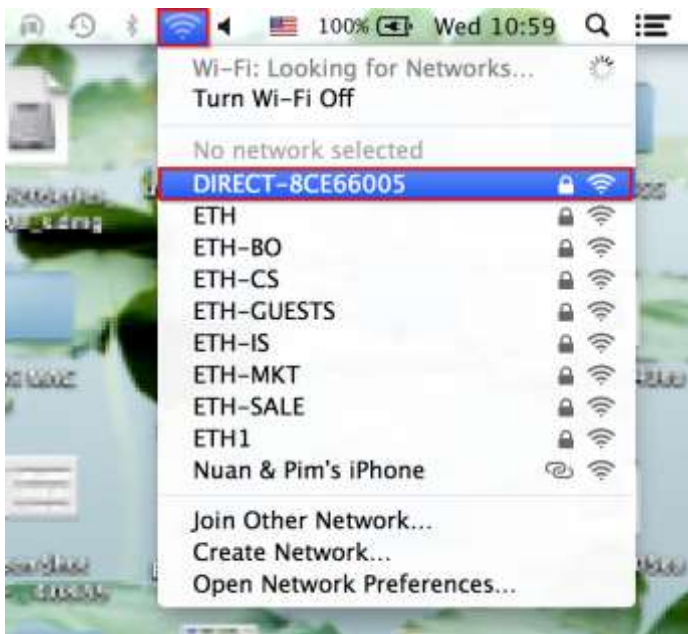 100% Wed 10:59
Wi-Fi: Looking for Networks...
Turn Wi-Fi Off
No network selected
DIRECT-8CE66005
ETH
ETH-BO
ETH-CS
ETH-GUESTS
ETH-IS
ETH-MKT
ETH-SALE
ETH1
Nuan & Pim's iPhone
Join Other Network...
Create Network...
Open Network Preferences...